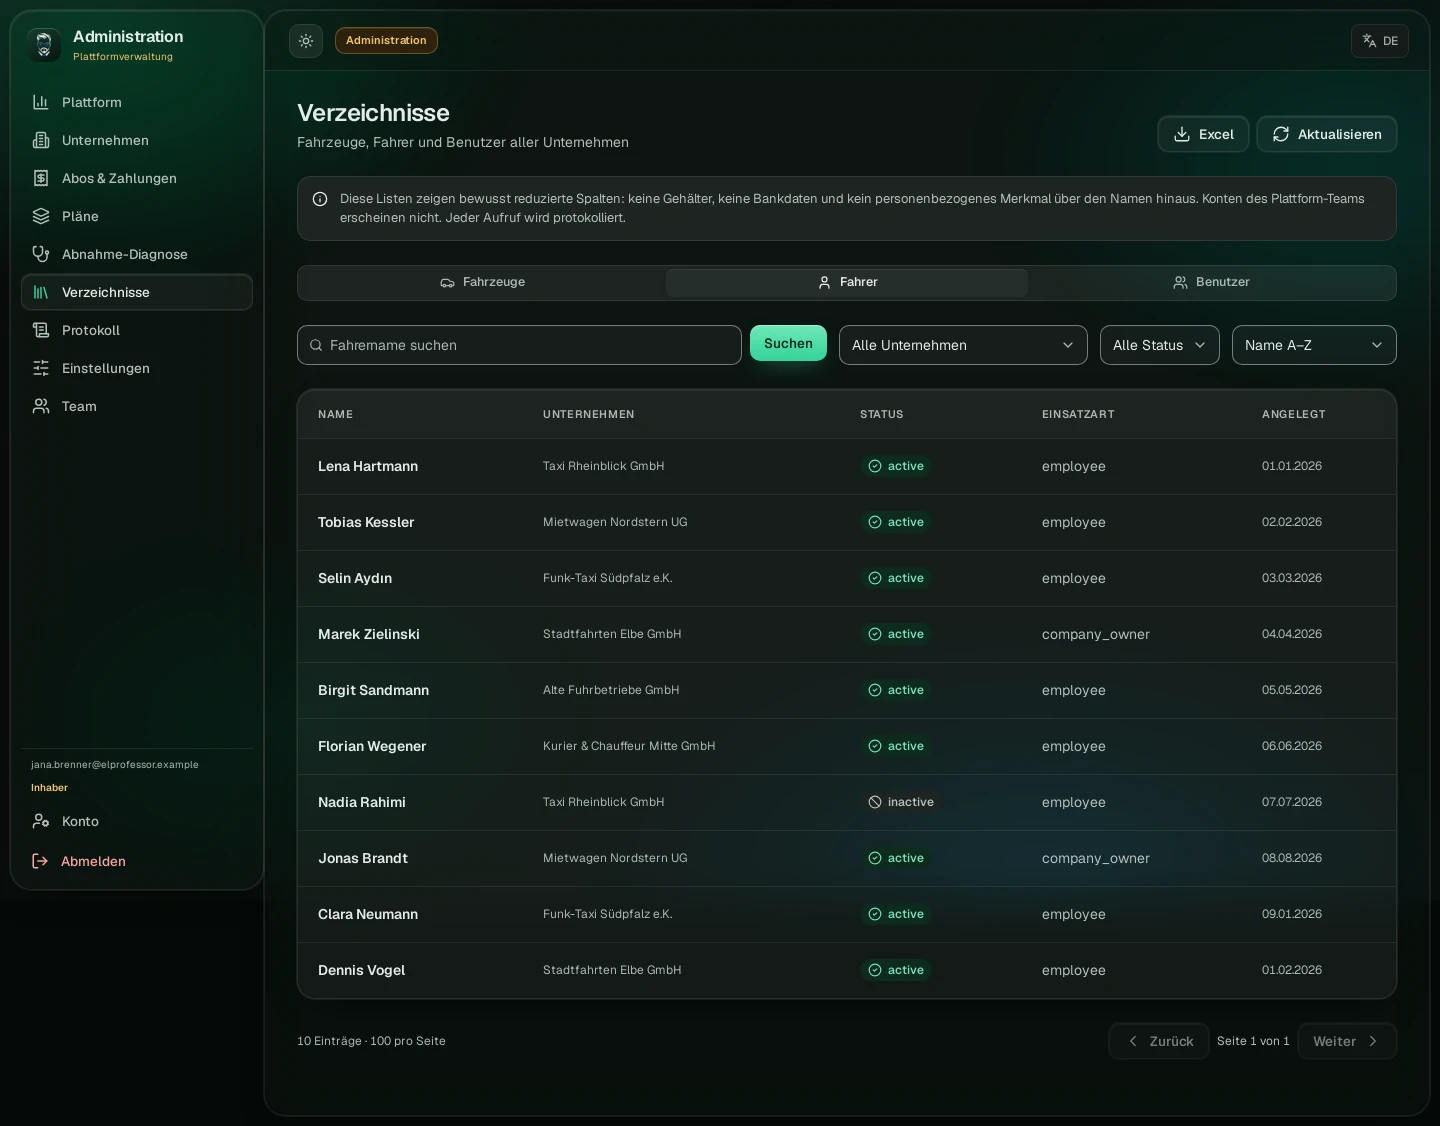 Administration
Plattformverwaltung
Plattform
Unternehmen
Abos & Zahlungen
Pläne
Abnahme-Diagnose
Verzeichnisse
Protokoll
Einstellungen
Team
jana.brenner@elprofessor.example
Inhaber
Konto
Abmelden
Administration
DE
Verzeichnisse
Fahrzeuge, Fahrer und Benutzer aller Unternehmen
Excel
Aktualisieren
Diese Listen zeigen bewusst reduzierte Spalten: keine Gehälter, keine Bankdaten und kein personenbezogenes Merkmal über den Namen hinaus. Konten des Plattform-Teams
erscheinen nicht. Jeder Aufruf wird protokolliert.
Fahrzeuge Fahrer Benutzer
Fahrername suchen Suchen Alle Unternehmen Alle Status Name A–Z
NAME UNTERNEHMEN STATUS EINSATZART ANGELEGT
Lena Hartmann Taxi Rheinblick GmbH active employee 01.01.2026
Tobias Kessler Mietwagen Nordstern UG active employee 02.02.2026
Selin Aydın Funk-Taxi Südpfalz e.K. active employee 03.03.2026
Marek Zielinski Stadtfahrten Elbe GmbH active company_owner 04.04.2026
Birgit Sandmann Alte Fuhrbetriebe GmbH active employee 05.05.2026
Florian Wegener Kurier & Chauffeur Mitte GmbH active employee 06.06.2026
Nadia Rahimi Taxi Rheinblick GmbH inactive employee 07.07.2026
Jonas Brandt Mietwagen Nordstern UG active company_owner 08.08.2026
Clara Neumann Funk-Taxi Südpfalz e.K. active employee 09.01.2026
Dennis Vogel Stadtfahrten Elbe GmbH active employee 01.02.2026
10 Einträge · 100 pro Seite
Zurück Seite 1 von 1 Weiter